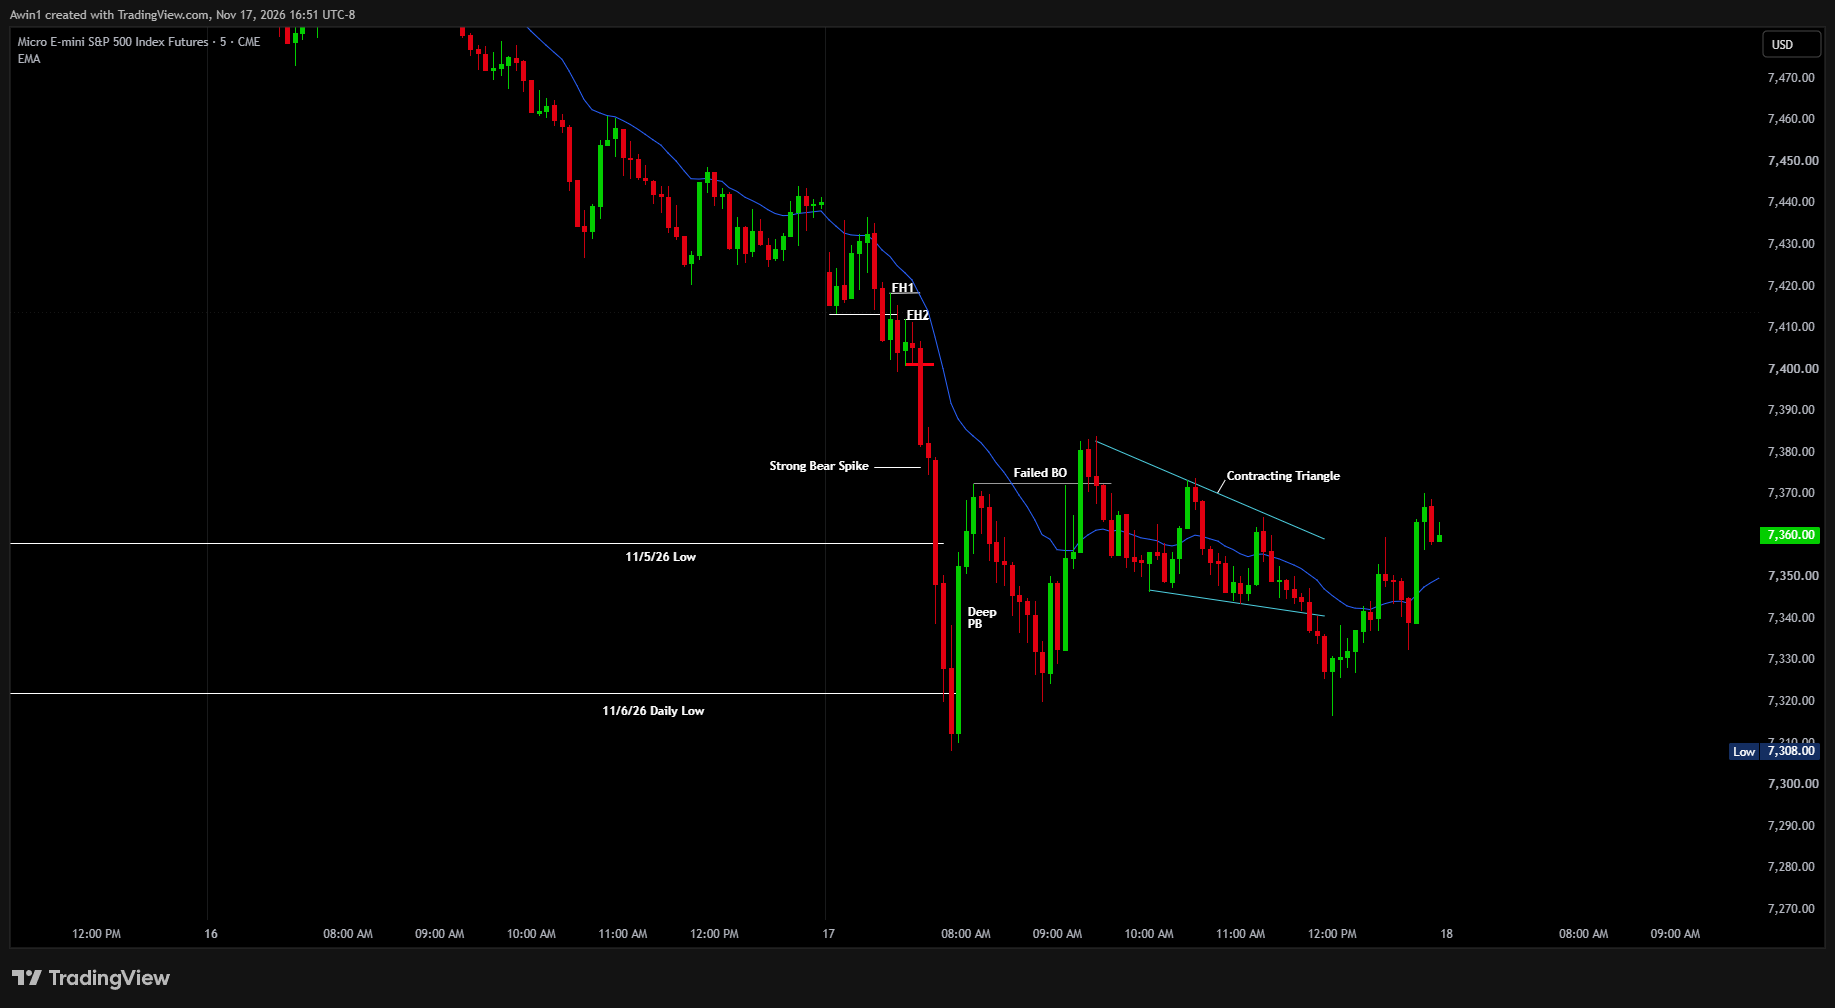 Awin1 created with TradingView.com, Nov 17, 2026 16:51 UTC-8
Micro E-mini S&P 500 Index Futures · 5 · CME
EMA
USD
7,470.00
7,460.00
7,450.00
7,440.00
7,430.00
7,420.00
7,410.00
7,400.00
7,390.00
7,380.00
7,370.00
7,360.00
7,350.00
7,340.00
7,330.00
7,320.00
7,310.00
Low 7,308.00
7,300.00
7,290.00
7,280.00
7,270.00
FH1
FH2
Strong Bear Spike
Failed BO
Contracting Triangle
11/5/26 Low
Deep
PB
11/6/26 Daily Low
12:00 PM 16 08:00 AM 09:00 AM 10:00 AM 11:00 AM 12:00 PM 17 08:00 AM 09:00 AM 10:00 AM 11:00 AM 12:00 PM 18 08:00 AM 09:00 AM
TradingView